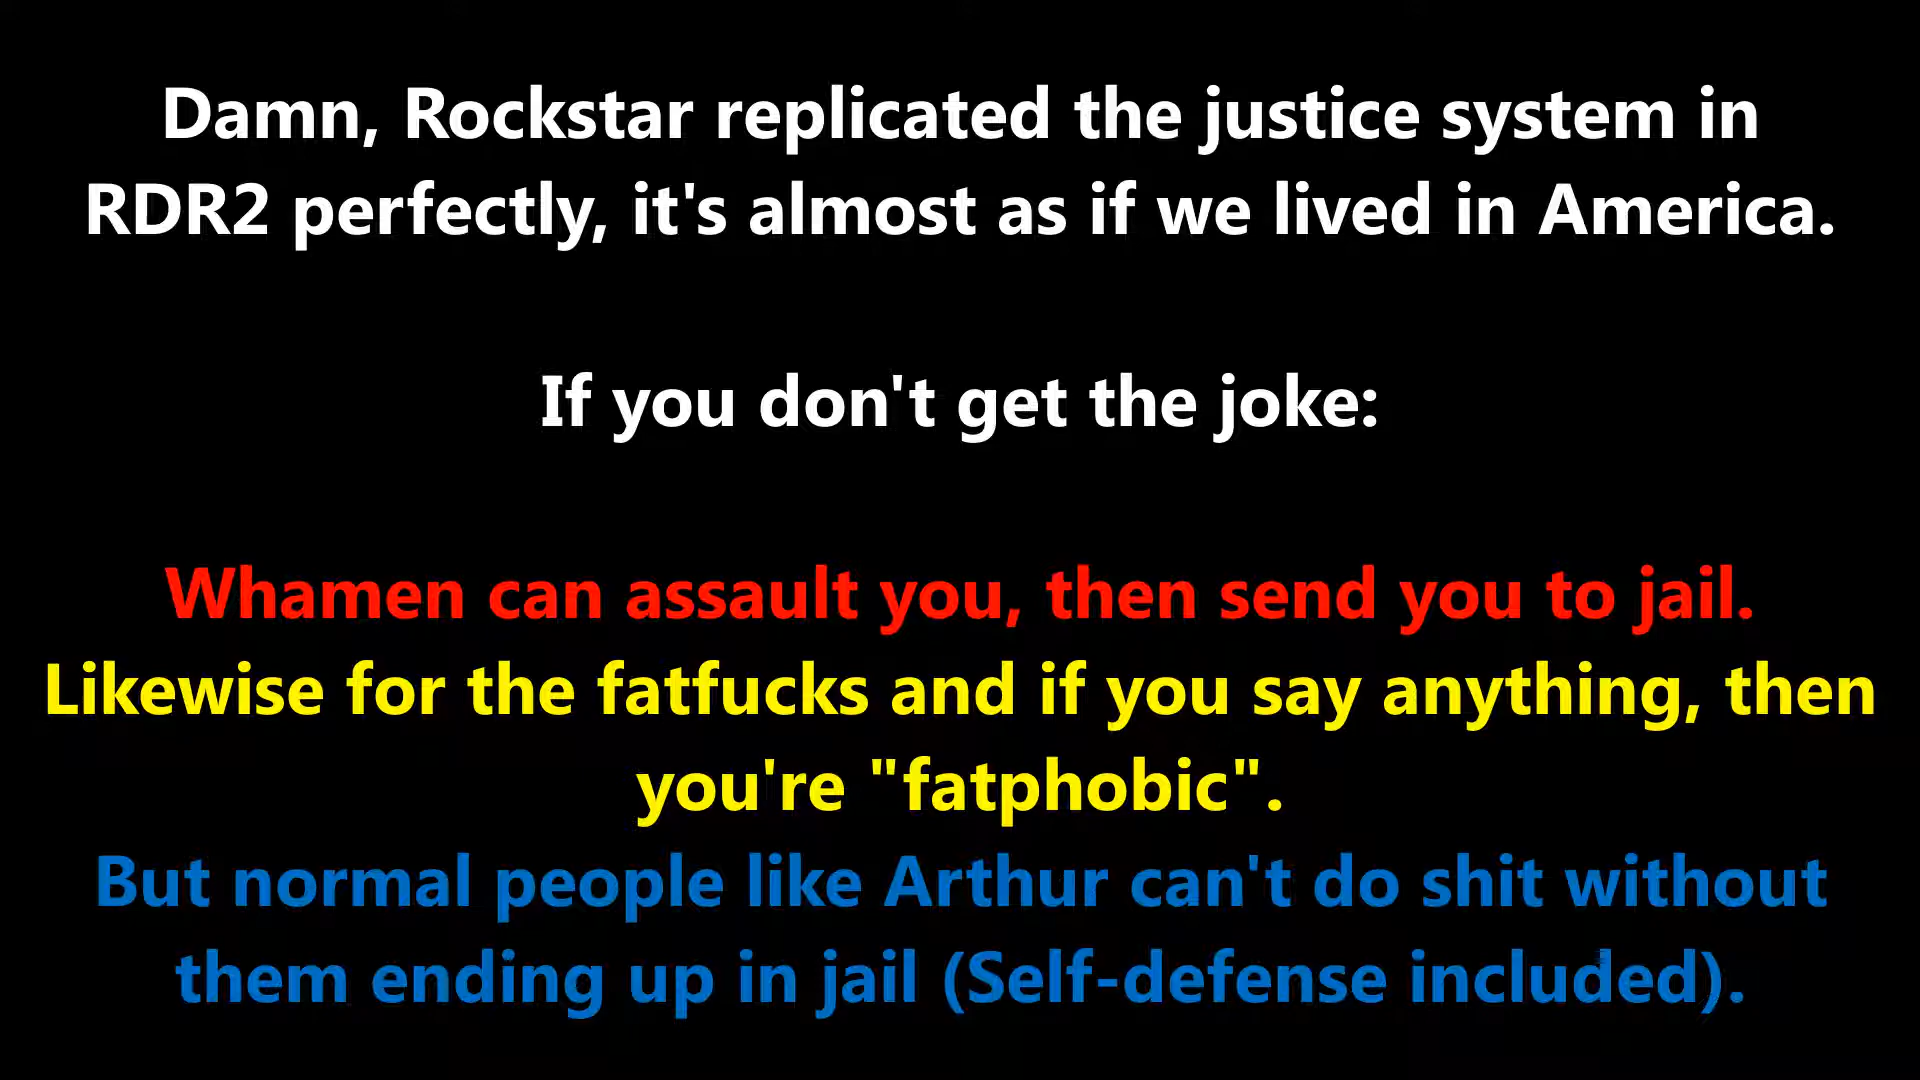 Damn, Rockstar replicated the justice system in
RDR2 perfectly, it's almost as if we lived in America.
If you don't get the joke:
Whamen can assault you, then send you to jail.
Likewise for the fatfucks and if you say anything, then
you're "fatphobic".
But normal people like Arthur can't do shit without
them ending up in jail (Self-defense included).